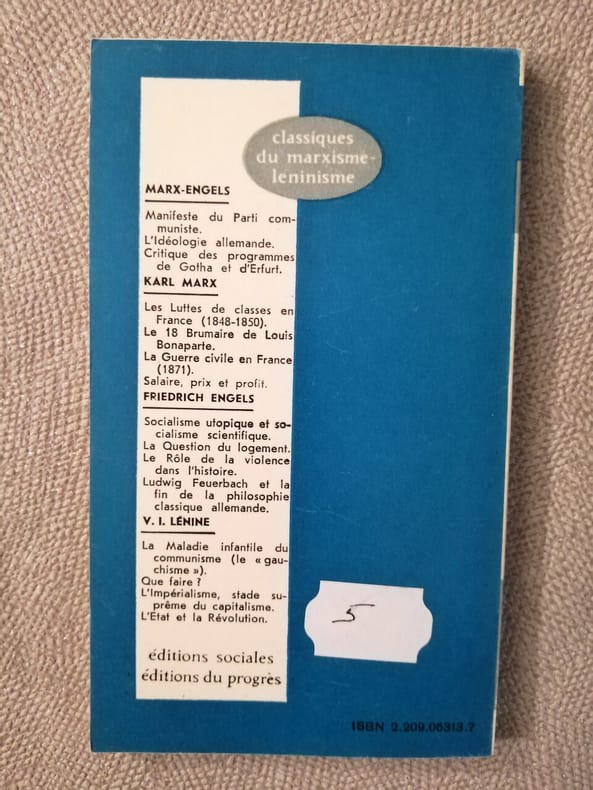 classiques
du marxisme-
leninisme
MARX-ENGELS
Manifeste du Parti com-
muniste.
L'Idéologie allemande.
Critique des programmes
de Gotha et d'Erfurt.
KARL MARX
Les Luttes de classes en
France (1848-1850).
Le 18 Brumaire de Louis
Bonaparte.
La Guerre civile en France
(1871).
Salaire, prix et profit.
FRIEDRICH ENGELS
Socialisme utopique et so-
cialisme scientifique.
La Question du logement.
Le Rôle de la violence
dans l'histoire.
Ludwig Feuerbach et la
fin de la philosophie
classique allemande.
V. I. LÉNINE
La Maladie infantile du
communisme (le « gau-
chisme »).
Que faire ?
L'Impérialisme, stade su-
prême du capitalisme.
L'Etat et la Révolution.
5
éditions sociales
éditions du progrès
ISBN 2.209.05313.7